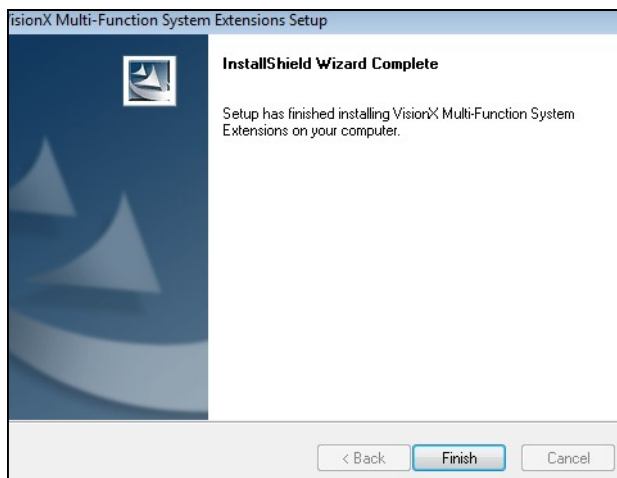 isionX Multi-Function System Extensions Setup
InstallShield Wizard Complete
Setup has finished installing VisionX Multi-Function System
Extensions on your computer.
< Back
Finish
Cancel